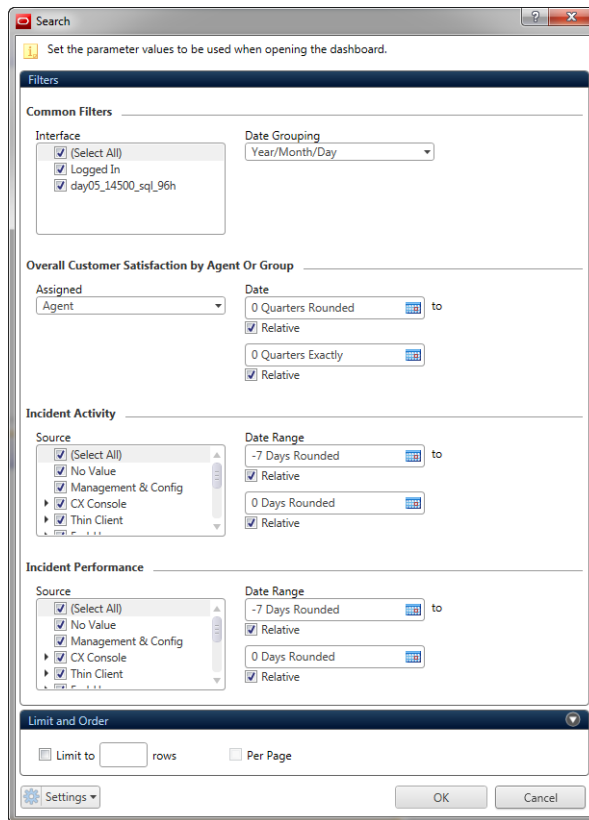 Search
Set the parameter values to be used when opening the dashboard.
Filters
Common Filters
Interface
(Select All)
Logged In
day05_14500_sql_96h
Date Grouping
Year/Month/Day
Overall Customer Satisfaction by Agent Or Group
Assigned
Agent
Date
0 Quarters Rounded to
Relative
0 Quarters Exactly
Relative
Incident Activity
Source
(Select All)
No Value
Management & Config
CX Console
Thin Client
Date Range
-7 Days Rounded to
Relative
0 Days Rounded
Relative
Incident Performance
Source
(Select All)
No Value
Management & Config
CX Console
Thin Client
Date Range
-7 Days Rounded to
Relative
0 Days Rounded
Relative
Limit and Order
Limit to rows Per Page
Settings OK Cancel